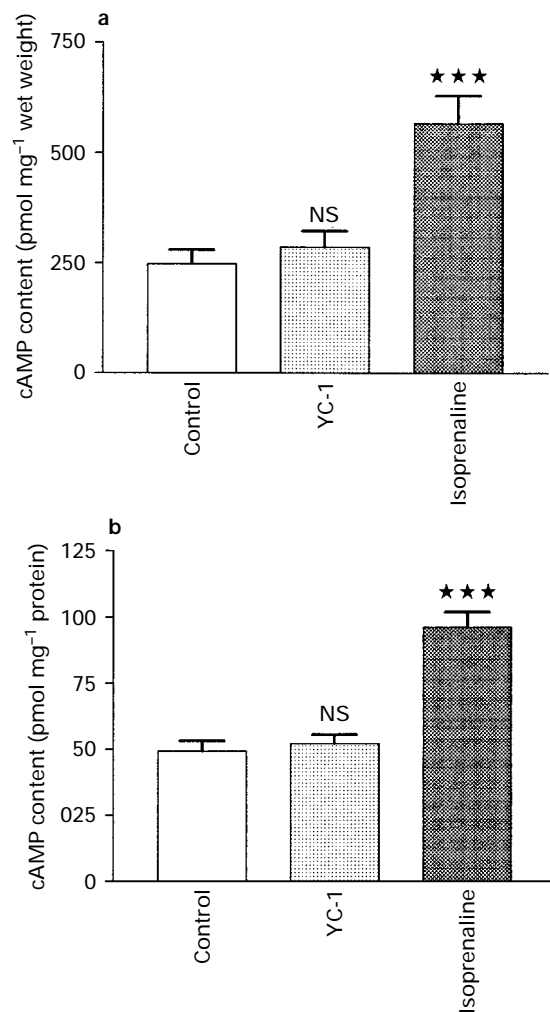 a
cAMP content (pmol mg⁻¹ wet weight)
750
500
250
0
NS
★★★
Control
YC-1
Isoprenaline
b
cAMP content (pmol mg⁻¹ protein)
125
100
75
50
025
0
NS
★★★
Control
YC-1
Isoprenaline